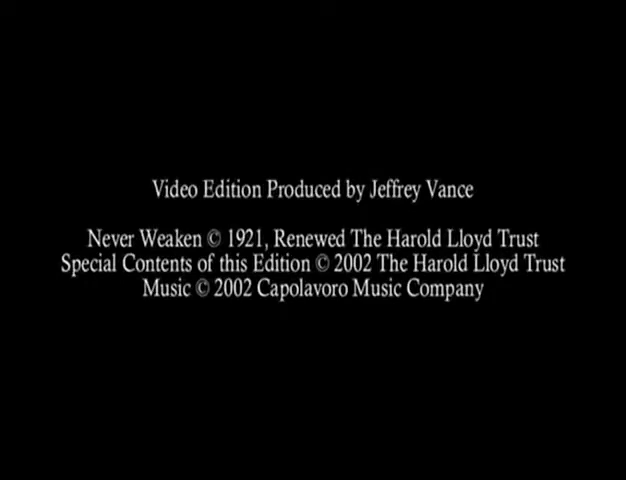 Video Edition Produced by Jeffrey Vance
Never Weaken © 1921, Renewed The Harold Lloyd Trust
Special Contents of this Edition © 2002 The Harold Lloyd Trust
Music © 2002 Capolavoro Music Company